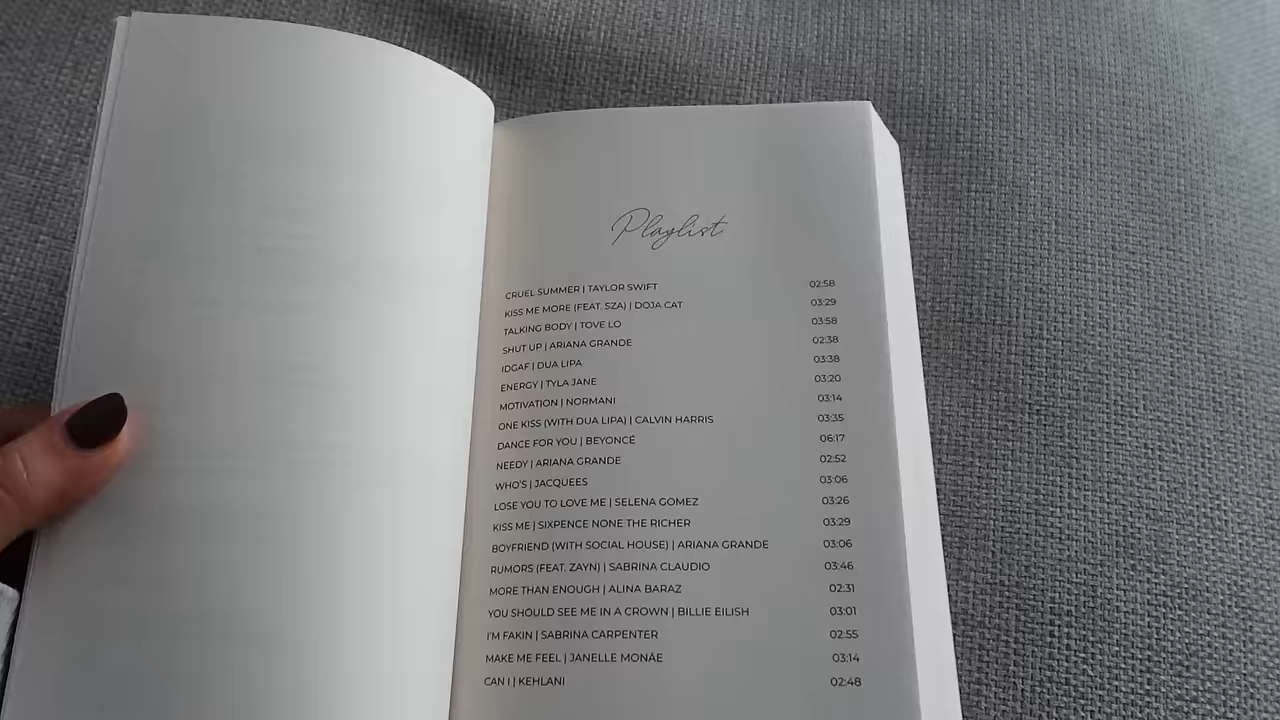 Playlist
CRUEL SUMMER | TAYLOR SWIFT 02:58
KISS ME MORE (FEAT. SZA) | DOJA CAT 03:29
TALKING BODY | TOVE LO 03:58
SHUT UP | ARIANA GRANDE 02:38
IDGAF | DUA LIPA 03:38
ENERGY | TYLA JANE 03:20
MOTIVATION | NORMANI 03:14
ONE KISS (WITH DUA LIPA) | CALVIN HARRIS 03:35
DANCE FOR YOU | BEYONCÉ 06:17
NEEDY | ARIANA GRANDE 02:52
WHO'S | JACQUEES 03:06
LOSE YOU TO LOVE ME | SELENA GOMEZ 03:26
KISS ME | SIXPENCE NONE THE RICHER 03:29
BOYFRIEND (WITH SOCIAL HOUSE) | ARIANA GRANDE 03:06
RUMORS (FEAT. ZAYN) | SABRINA CLAUDIO 03:46
MORE THAN ENOUGH | ALINA BARAZ 02:31
YOU SHOULD SEE ME IN A CROWN | BILLIE EILISH 03:01
I'M FAKIN | SABRINA CARPENTER 02:55
MAKE ME FEEL | JANELLE MONÁE 03:14
CAN I | KEHLANI 02:48